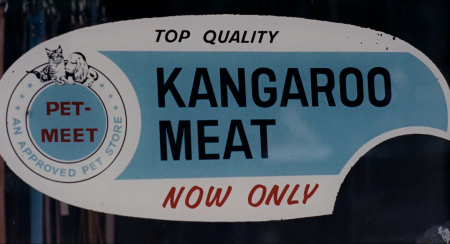 TOP QUALITY
PET-
MEET
AN APPROVED PET STORE
KANGAROO
MEAT
NOW ONLY